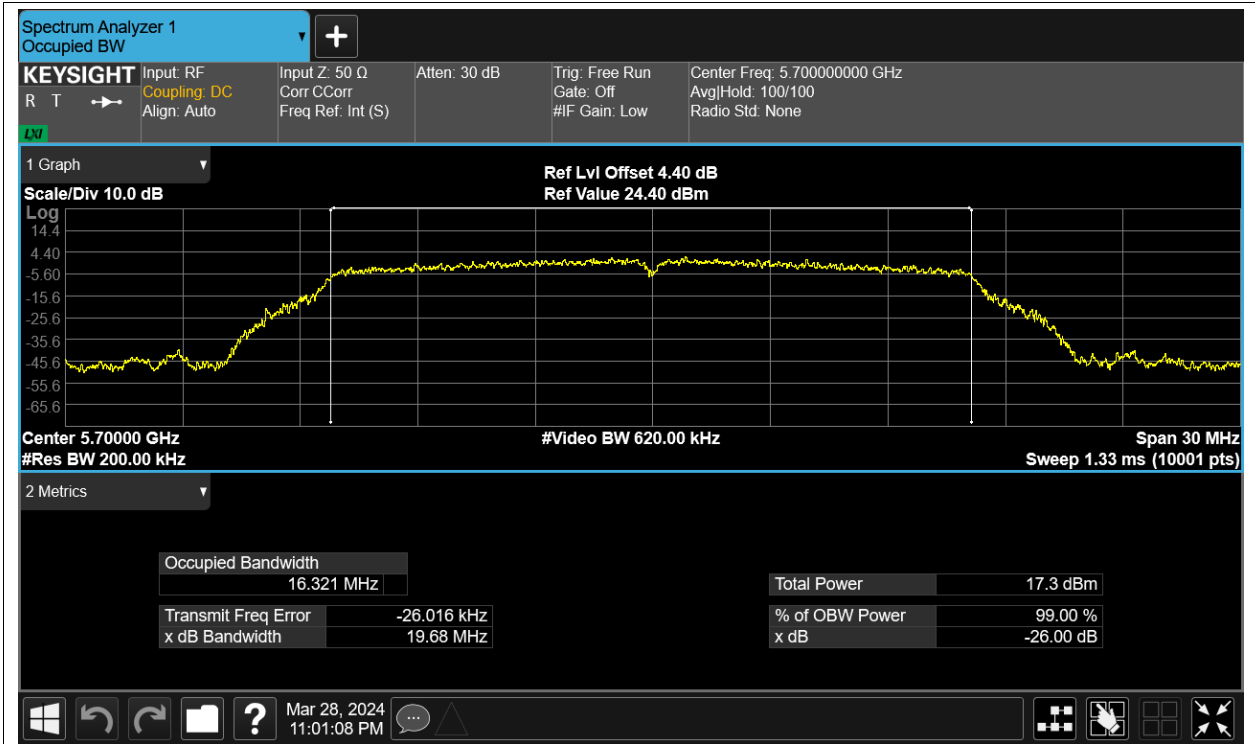 Spectrum Analyzer 1
Occupied BW
KEYSIGHT
R T
LXI
Input: RF
Coupling: DC
Align: Auto
Input Z: 50 Ω
Corr CCorr
Freq Ref: Int (S)
Atten: 30 dB
Trig: Free Run
Gate: Off
#IF Gain: Low
Center Freq: 5.700000000 GHz
Avg|Hold: 100/100
Radio Std: None
1 Graph
Scale/Div 10.0 dB
Ref Lvl Offset 4.40 dB
Ref Value 24.40 dBm
Log
14.4
4.40
-5.60
-15.6
-25.6
-35.6
-45.6
-55.6
-65.6
Center 5.70000 GHz
#Video BW 620.00 kHz
Span 30 MHz
#Res BW 200.00 kHz
Sweep 1.33 ms (10001 pts)
2 Metrics
Occupied Bandwidth
16.321 MHz
Total Power 17.3 dBm
Transmit Freq Error -26.016 kHz
% of OBW Power 99.00 %
x dB Bandwidth 19.68 MHz
x dB -26.00 dB
?
Mar 28, 2024
11:01:08 PM